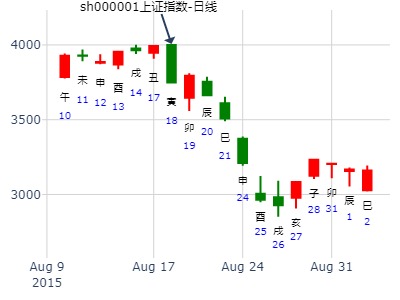 sh000001上证指数-日线
4000
3500
3000
午
10
未
11
申
12
酉
13
戌
14
丑
17
寅
18
卯
19
辰
20
巳
21
申
24
酉
25
戌
26
亥
27
子
28
卯
31
辰
1
巳
2
Aug 9
2015
Aug 17
Aug 24
Aug 31